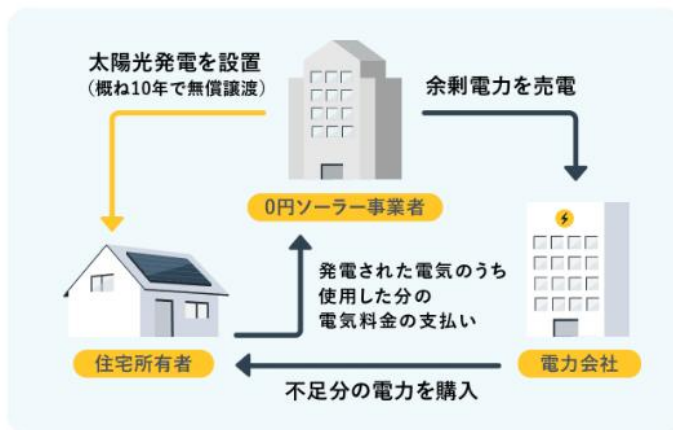 太陽光発電を設置
（概ね10年で無償譲渡）
余剰電力を売電
0円ソーラー事業者
発電された電気のうち
使用した分の
電気料金の支払い
住宅所有者
電力会社
不足分の電力を購入